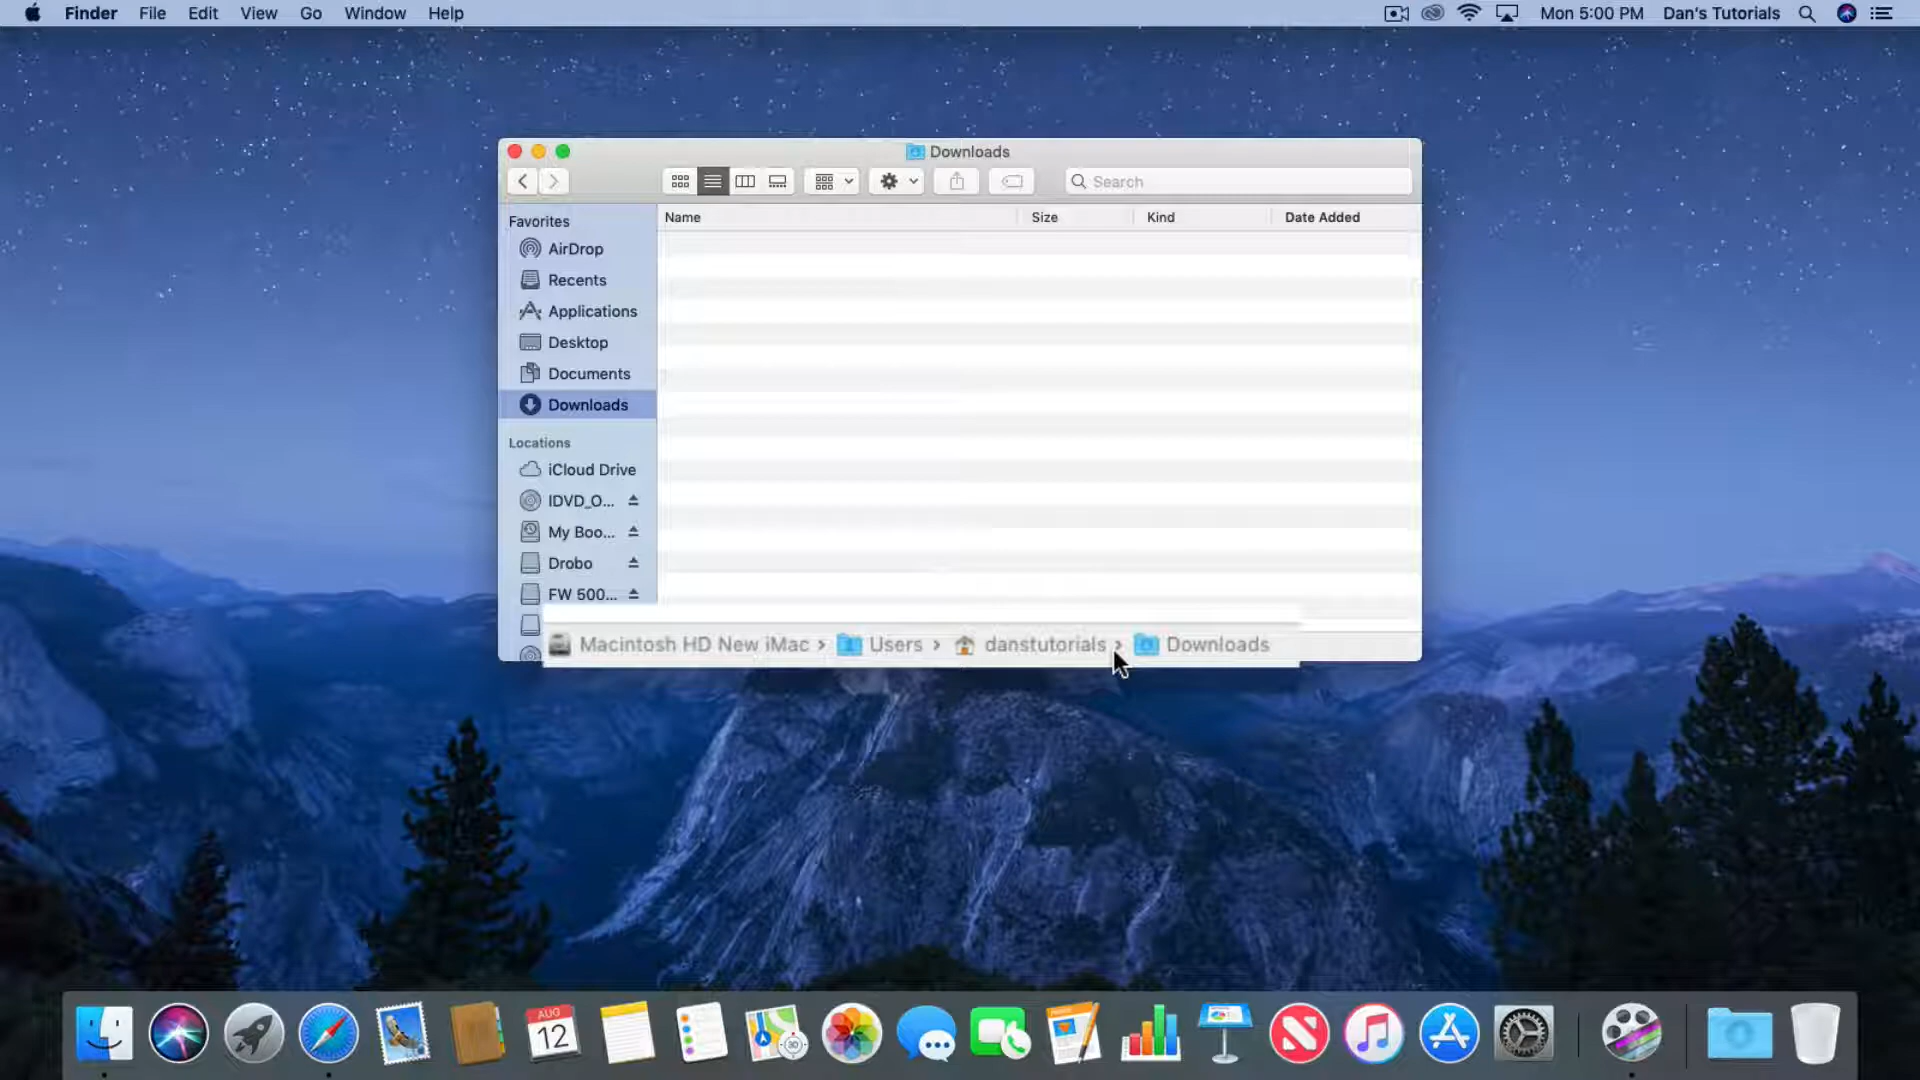 Finder File Edit View Go Window Help Mon 5:00 PM Dan's Tutorials
Downloads
Search
Favorites
Name Size Kind Date Added
AirDrop
Recents
Applications
Desktop
Documents
Downloads
Locations
iCloud Drive
IDVD_O...
My Boo...
Drobo
FW 500...
Macintosh HD New iMac › Users › danstutorials › Downloads
AUG
12